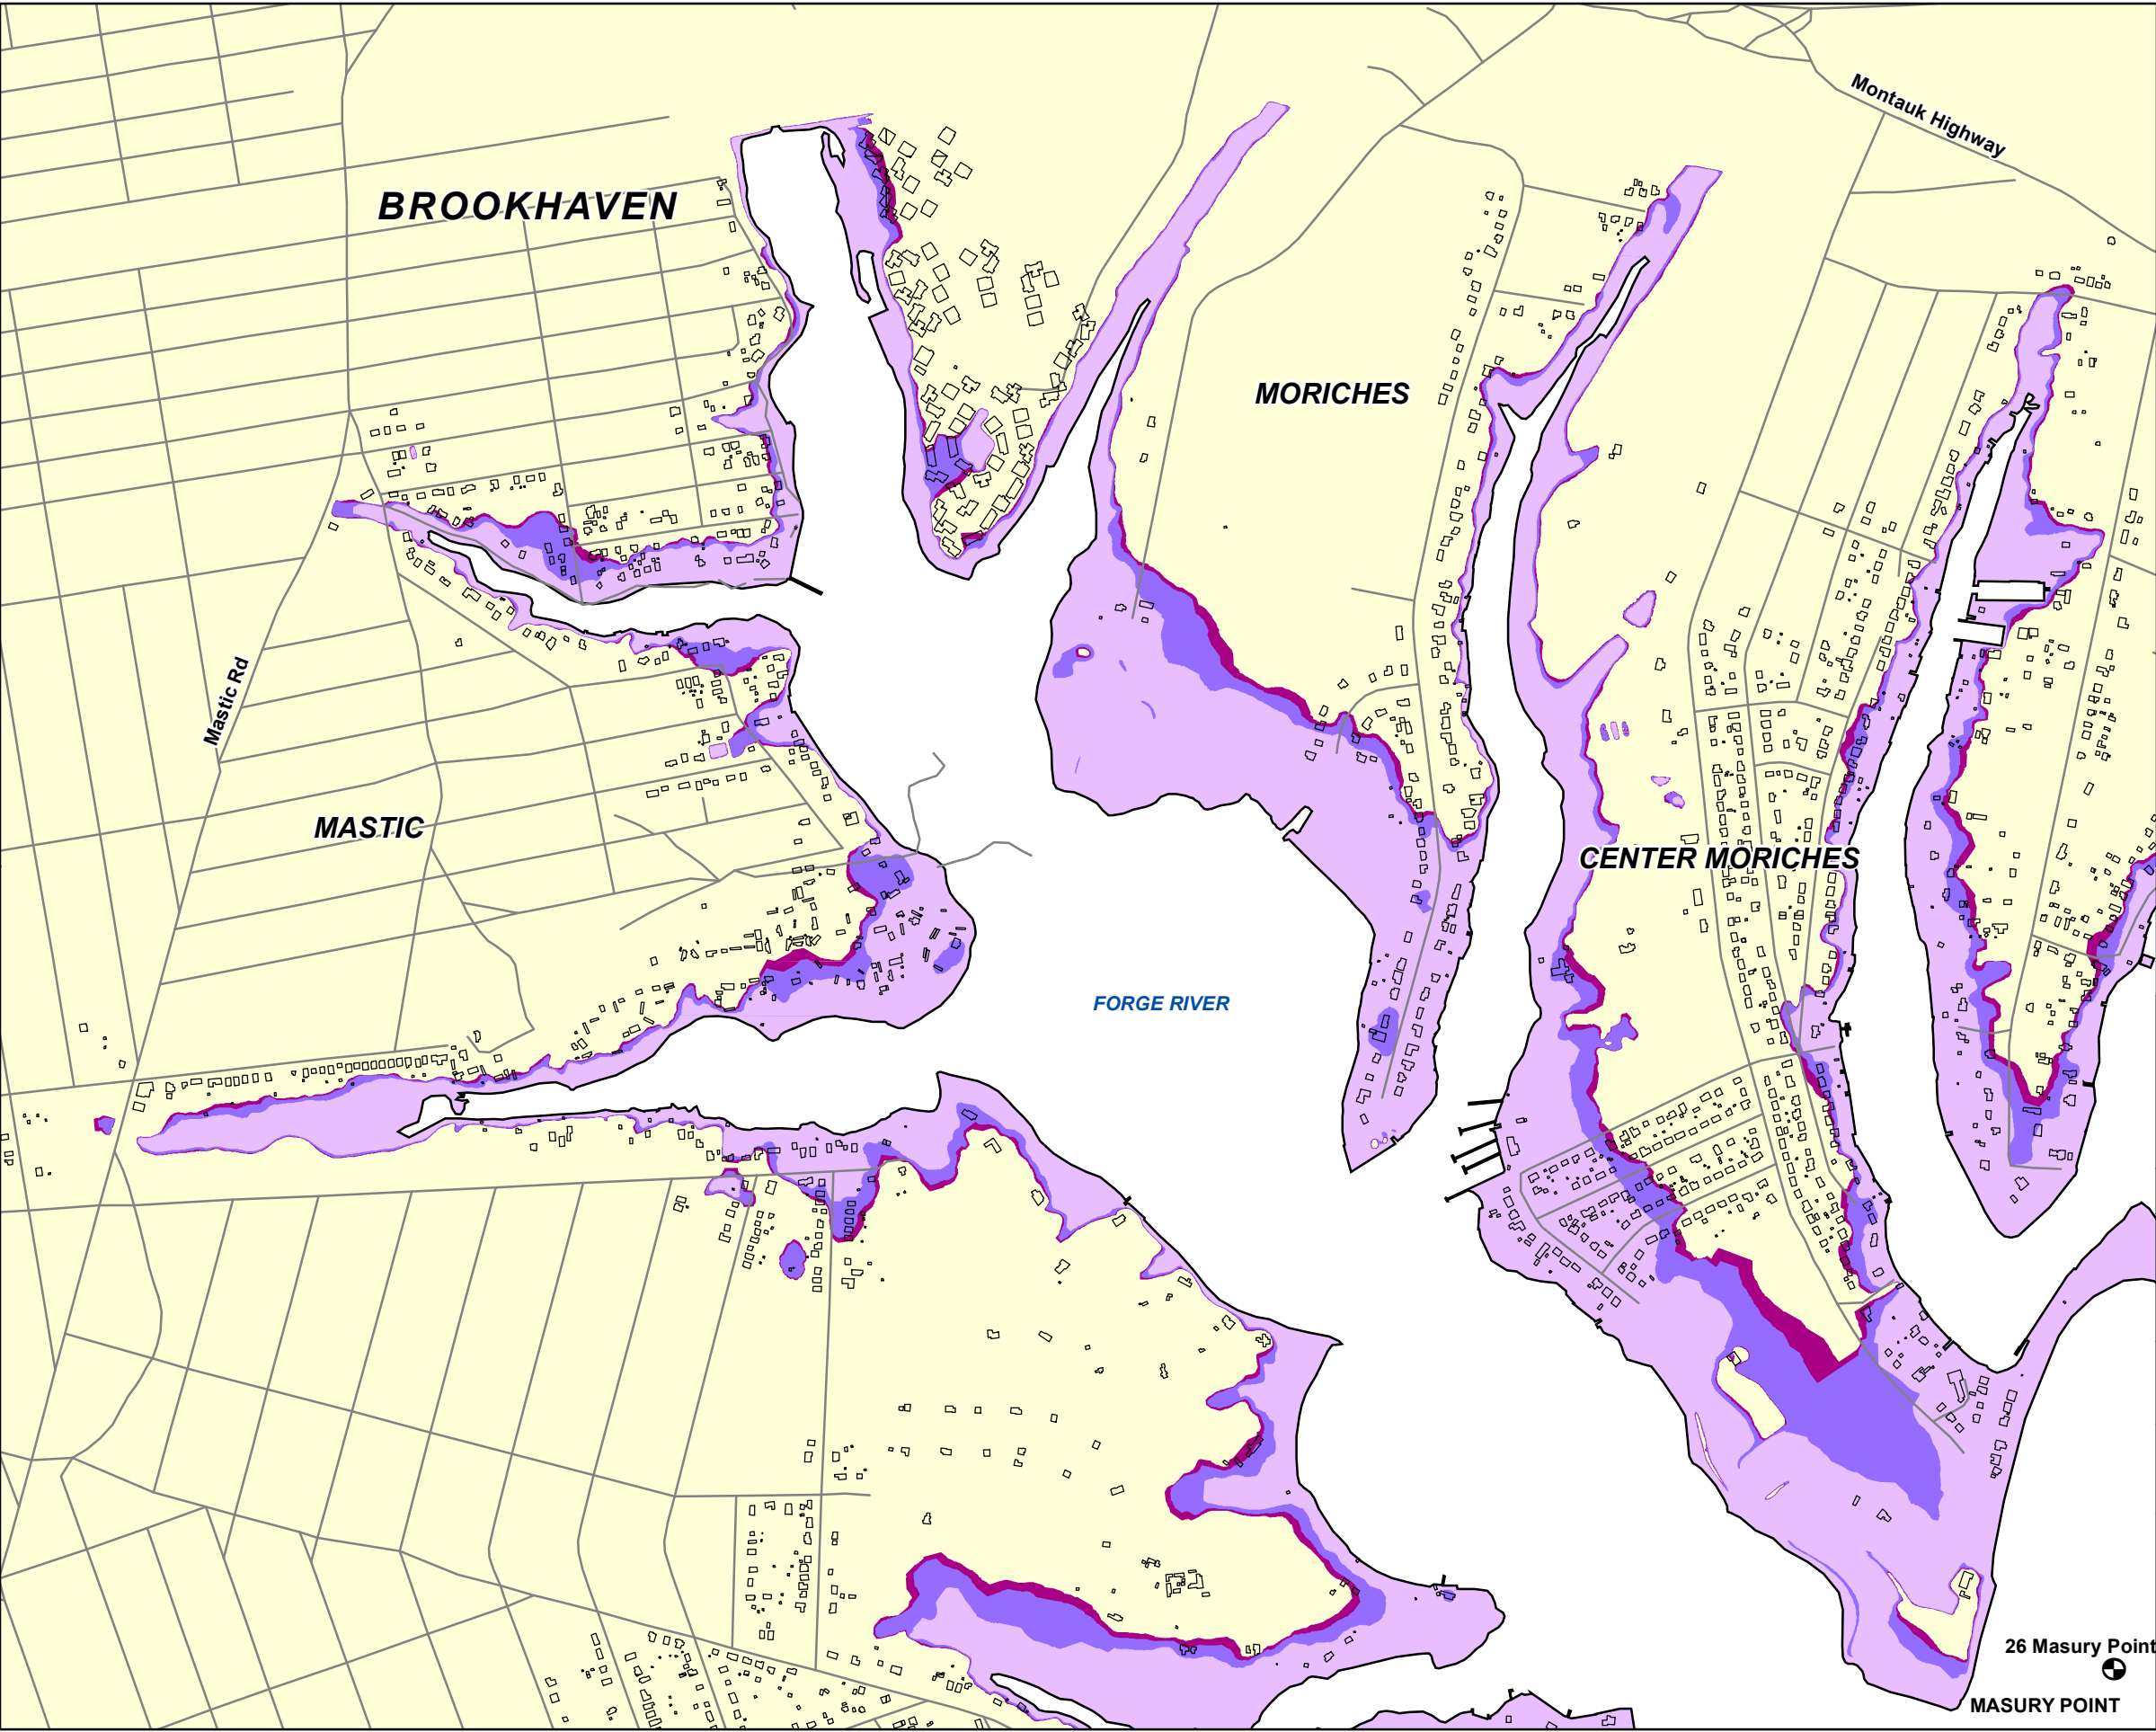 Montauk Highway
BROOKHAVEN
MORICHES
Mastic Rd
MASTIC
CENTER MORICHES
FORGE RIVER
26 Masury Point
MASURY POINT